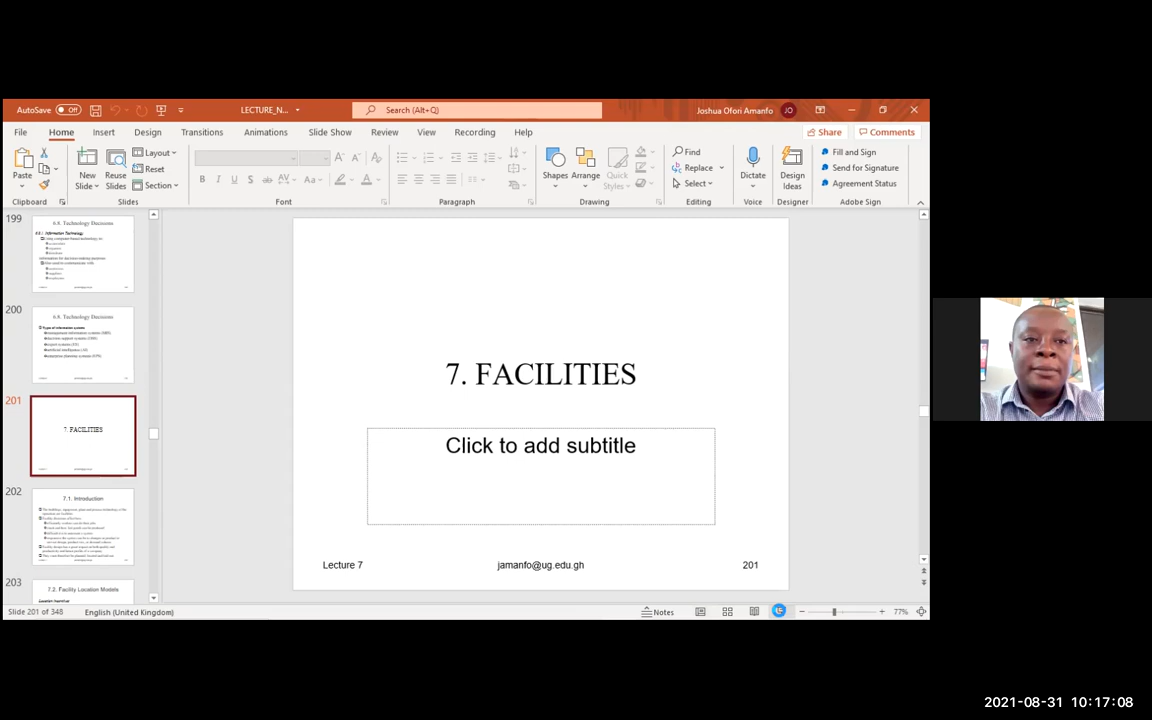 AutoSave Off LECTURE_N... Search (Alt+Q) Joshua Ofori Amanfo JO
File Home Insert Design Transitions Animations Slide Show Review View Recording Help Share Comments
Paste
New Slide
Reuse Slides
Layout
Reset
Section
B I U S ab AV Aa A
Shapes
Arrange
Quick Styles
Find
Replace
Select
Dictate
Design Ideas
Fill and Sign
Send for Signature
Agreement Status
Clipboard Slides Font Paragraph Drawing Editing Voice Designer Adobe Sign
199
6.8. Technology Decisions
200
6.8. Technology Decisions
201
7. FACILITIES
202
7.1. Introduction
203
7.2. Facility Location Models
7. FACILITIES
Click to add subtitle
Lecture 7 jamanfo@ug.edu.gh 201
Slide 201 of 348 English (United Kingdom) Notes 77%
2021-08-31 10:17:08